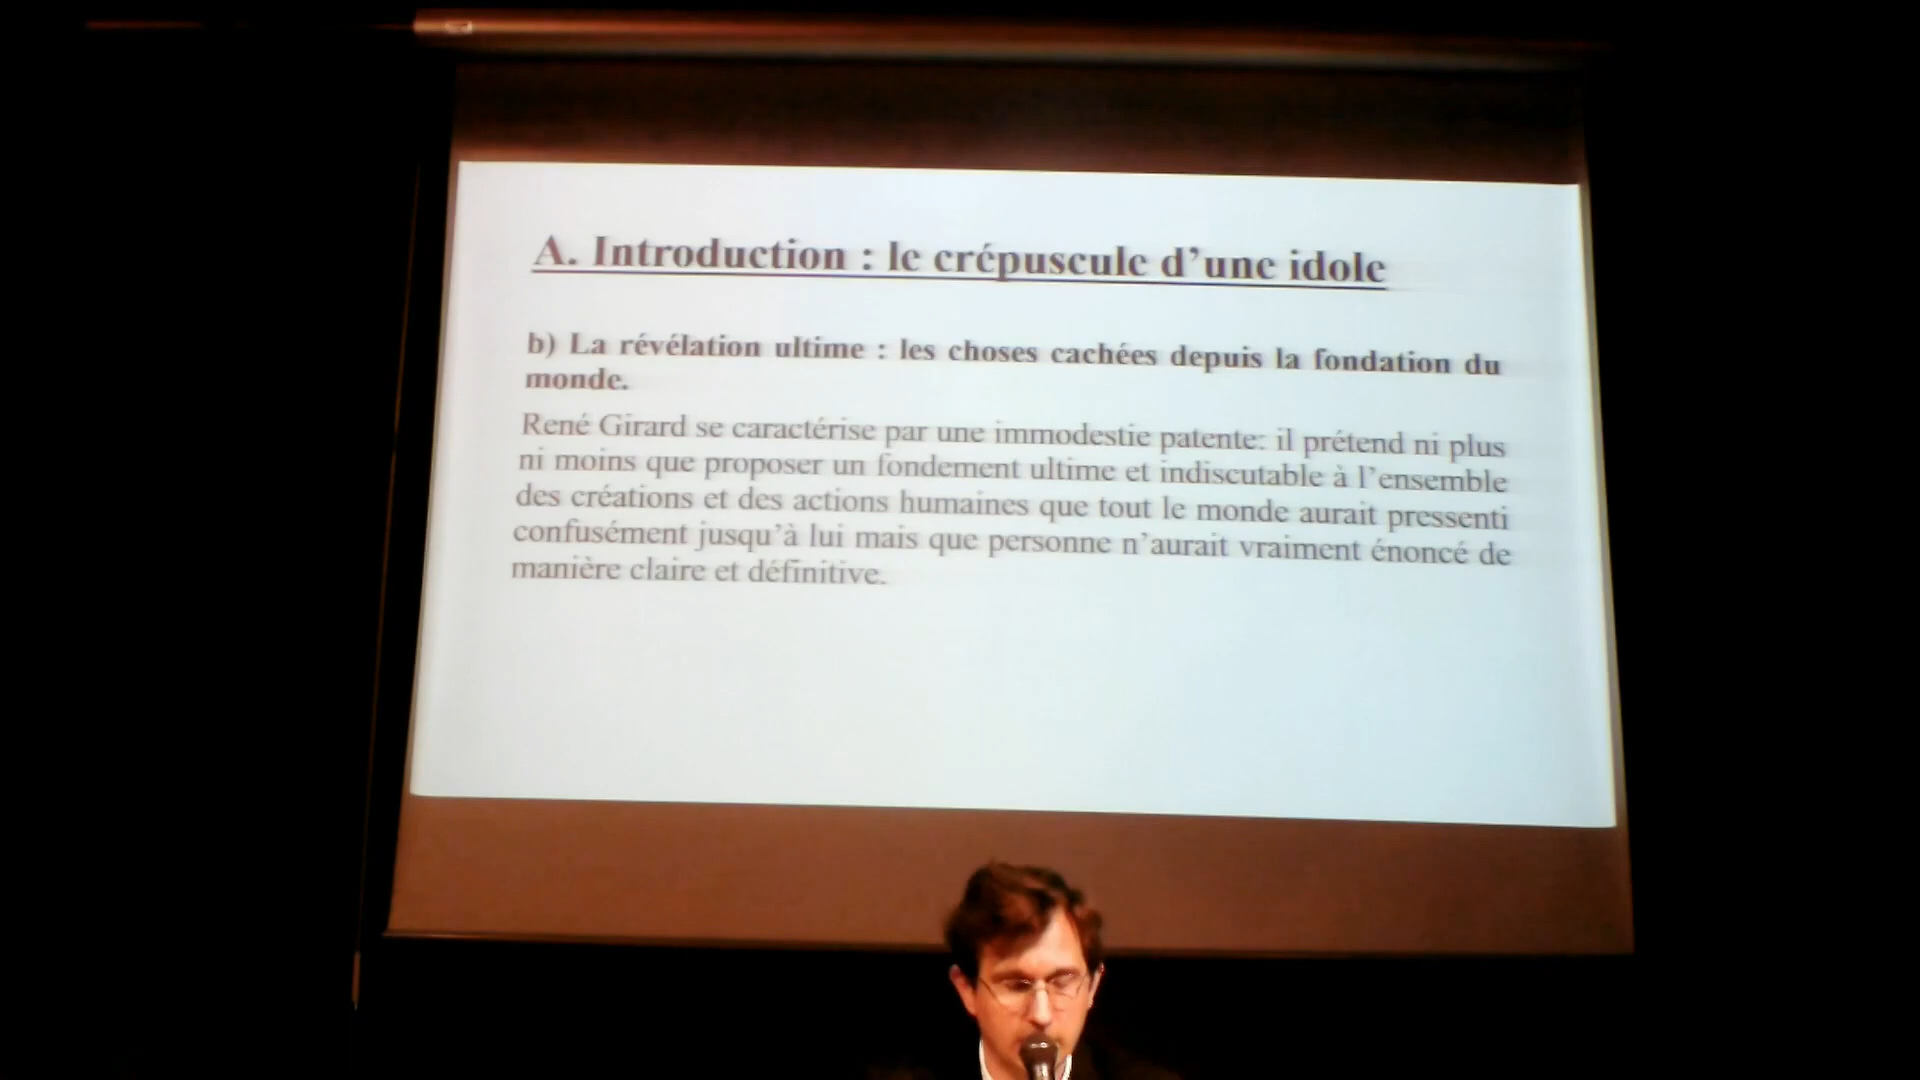 A. Introduction : le crépuscule d’une idole
b) La révélation ultime : les choses cachées depuis la fondation du
monde.
René Girard se caractérise par une immodestie patente: il prétend ni plus
ni moins que proposer un fondement ultime et indiscutable à l’ensemble
des créations et des actions humaines que tout le monde aurait pressenti
confusément jusqu’à lui mais que personne n’aurait vraiment énoncé de
manière claire et définitive.